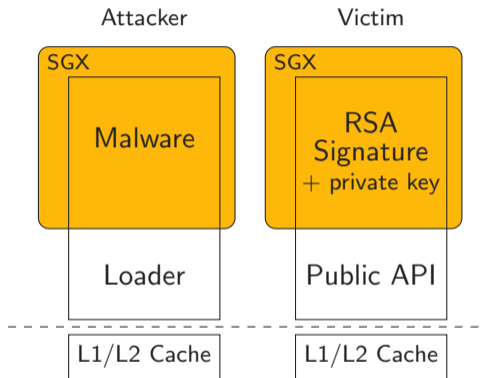 Attacker
Victim
SGX
SGX
Malware
RSA
Signature
+ private key
Loader
Public API
L1/L2 Cache
L1/L2 Cache